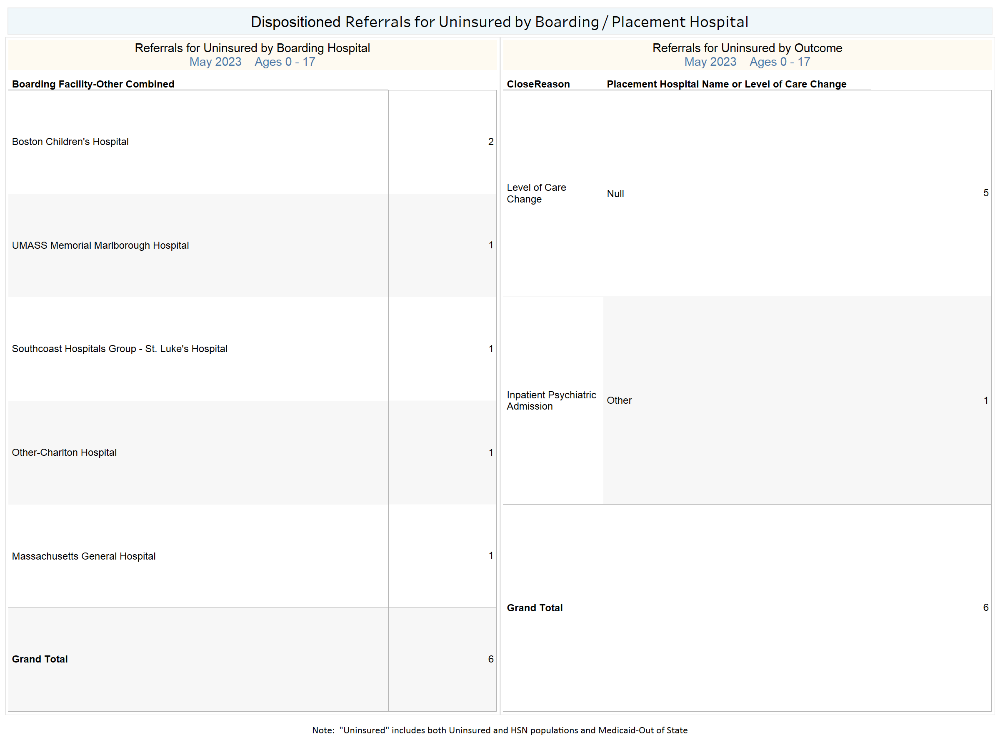 Dispositioned Referrals for Uninsured by Boarding / Placement Hospital
Referrals for Uninsured by Boarding Hospital
May 2023 Ages 0 - 17
Boarding Facility-Other Combined
Boston Children's Hospital 2
UMASS Memorial Marlborough Hospital 1
Southcoast Hospitals Group - St. Luke's Hospital 1
Other-Charlton Hospital 1
Massachusetts General Hospital 1
Grand Total 6
Referrals for Uninsured by Outcome
May 2023 Ages 0 - 17
CloseReason Placement Hospital Name or Level of Care Change
Level of Care
Change
Null 5
Inpatient Psychiatric
Admission
Other 1
Grand Total 6
Note: "Uninsured" includes both Uninsured and HSN populations and Medicaid-Out of State